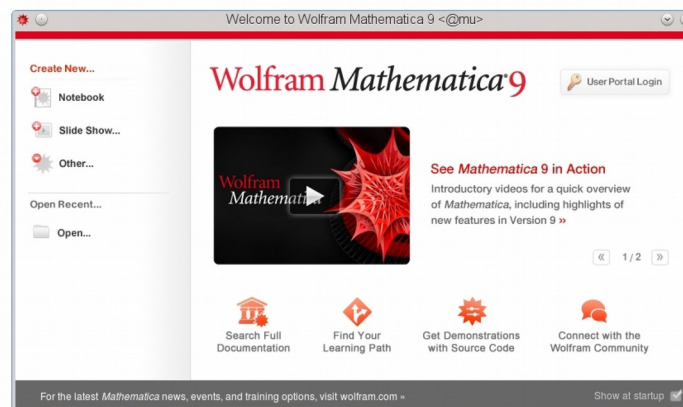 Welcome to Wolfram Mathematica 9 <@mu>
Create New...
Notebook
Slide Show...
Other...
Open Recent...
Open...
Wolfram Mathematica 9
User Portal Login
Wolfram
Mathematica
See Mathematica 9 in Action
Introductory videos for a quick overview
of Mathematica, including highlights of
new features in Version 9 »
« 1 / 2 »
Search Full
Documentation
Find Your
Learning Path
Get Demonstrations
with Source Code
Connect with the
Wolfram Community
For the latest Mathematica news, events, and training options, visit wolfram.com »
Show at startup